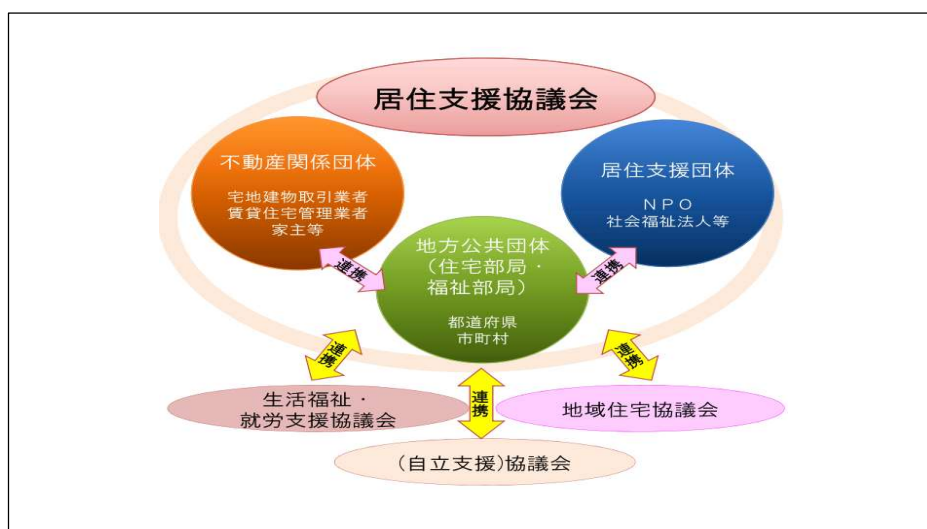 居住支援協議会
不動産関係団体
宅地建物取引業者
賃貸住宅管理業者
家主等
居住支援団体
NPO
社会福祉法人等
地方公共団体
(住宅部局・
福祉部局)
都道府県
市町村
連携
連携
連携
連携
連携
生活福祉・
就労支援協議会
地域住宅協議会
(自立支援)協議会